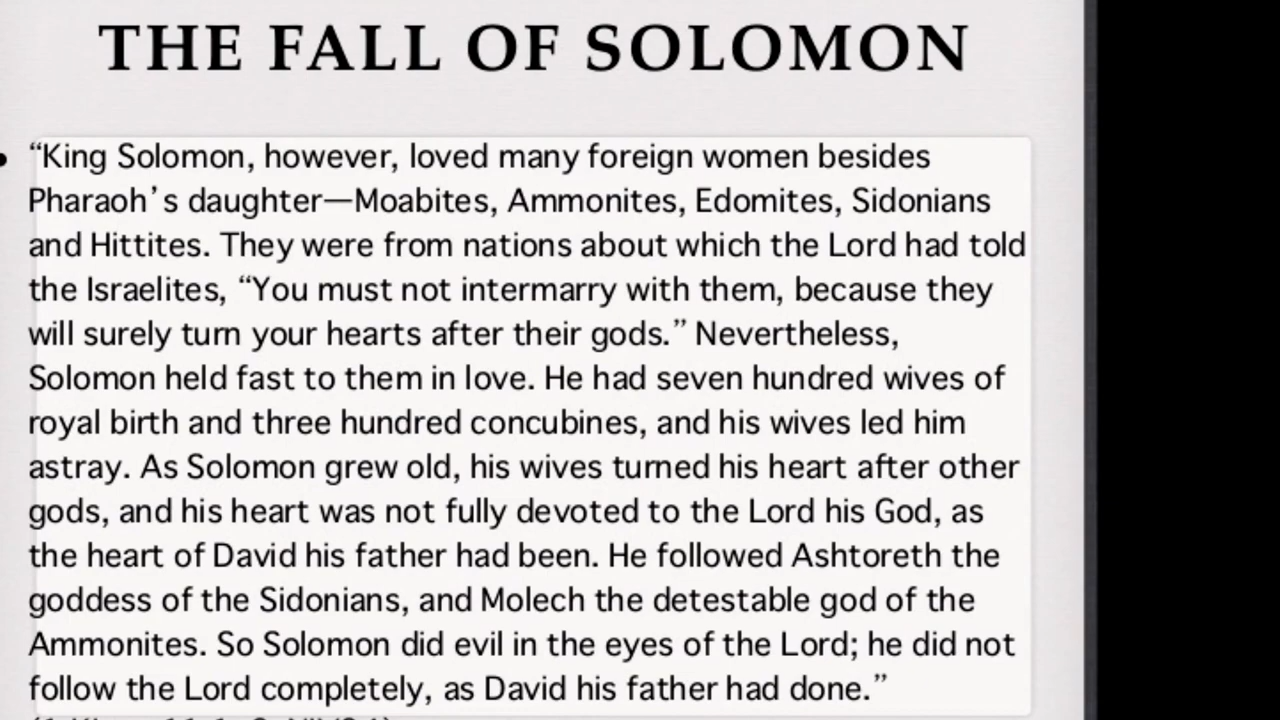 THE FALL OF SOLOMON
• “King Solomon, however, loved many foreign women besides
Pharaoh’s daughter—Moabites, Ammonites, Edomites, Sidonians
and Hittites. They were from nations about which the Lord had told
the Israelites, “You must not intermarry with them, because they
will surely turn your hearts after their gods.” Nevertheless,
Solomon held fast to them in love. He had seven hundred wives of
royal birth and three hundred concubines, and his wives led him
astray. As Solomon grew old, his wives turned his heart after other
gods, and his heart was not fully devoted to the Lord his God, as
the heart of David his father had been. He followed Ashtoreth the
goddess of the Sidonians, and Molech the detestable god of the
Ammonites. So Solomon did evil in the eyes of the Lord; he did not
follow the Lord completely, as David his father had done.”